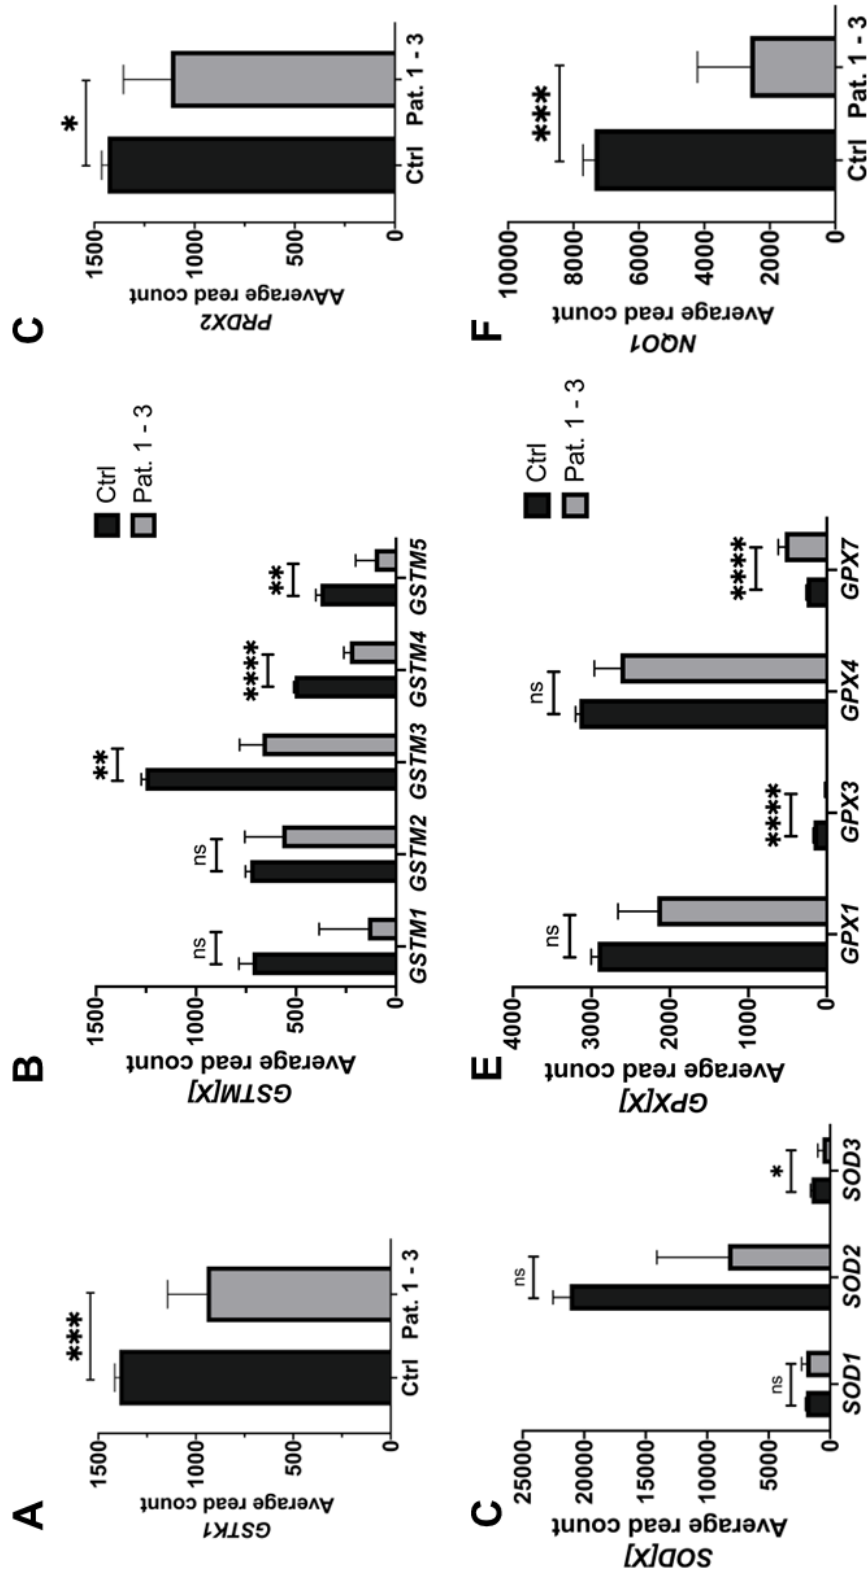 A
GSTK1
Average read count
1500
1000
500
0
***
Ctrl
Pat. 1 - 3
B
GSTM[X]
Average read count
1500
1000
500
0
ns
ns
**
****
**
GSTM1
GSTM2
GSTM3
GSTM4
GSTM5
Ctrl
Pat. 1 - 3
C
PRDX2
AAverage read count
1500
1000
500
0
*
Ctrl
Pat. 1 - 3
C
SOD[X]
Average read count
25000
20000
15000
10000
5000
0
ns
ns
*
SOD1
SOD2
SOD3
E
GPX[X]
Average read count
4000
3000
2000
1000
0
ns
****
ns
****
GPX1
GPX3
GPX4
GPX7
Ctrl
Pat. 1 - 3
F
NQO1
Average read count
10000
8000
6000
4000
2000
0
***
Ctrl
Pat. 1 - 3